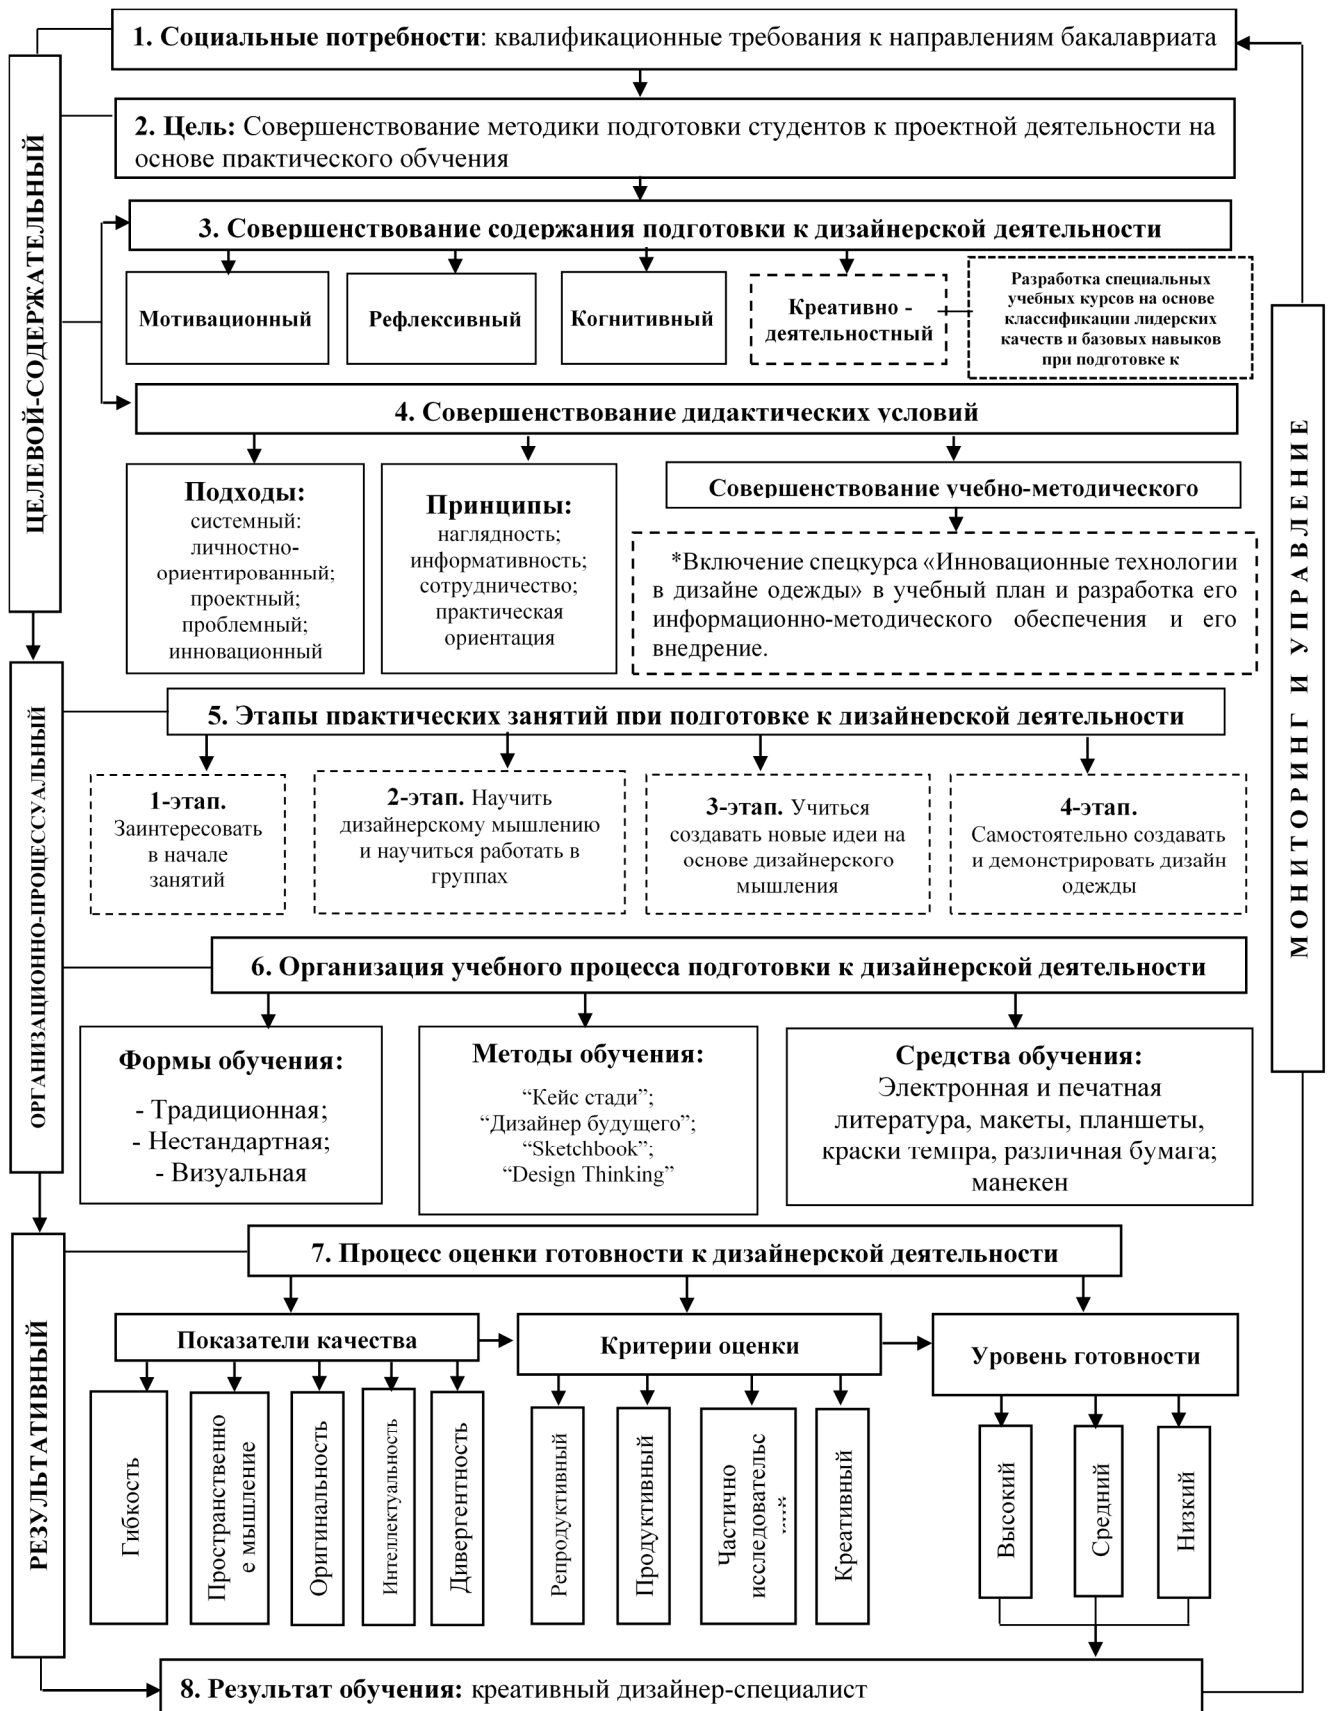 1. Социальные потребности: квалификационные требования к направлениям бакалавриата
2. Цель: Совершенствование методики подготовки студентов к проектной деятельности на
основе практического обучения
ЦЕЛЕВОЙ-СОДЕРЖАТЕЛЬНЫЙ
3. Совершенствование содержания подготовки к дизайнерской деятельности
Мотивационный
Рефлексивный
Когнитивный
Креативно -
деятельностный
Разработка специальных
учебных курсов на основе
классификации лидерских
качеств и базовых навыков
при подготовке к
4. Совершенствование дидактических условий
Подходы:
системный:
личностно-
ориентированный;
проектный;
проблемный;
инновационный
Принципы:
наглядность;
информативность;
сотрудничество;
практическая
ориентация
Совершенствование учебно-методического
*Включение спецкурса «Инновационные технологии
в дизайне одежды» в учебный план и разработка его
информационно-методического обеспечения и его
внедрение.
МОНИТОРИНГ И УПРАВЛЕНИЕ
ОРГАНИЗАЦИОННО-ПРОЦЕССУАЛЬНЫЙ
5. Этапы практических занятий при подготовке к дизайнерской деятельности
1-этап.
Заинтересовать
в начале
занятий
2-этап. Научить
дизайнерскому мышлению
и научиться работать в
группах
3-этап. Учиться
создавать новые идеи на
основе дизайнерского
мышления
4-этап.
Самостоятельно создавать
и демонстрировать дизайн
одежды
6. Организация учебного процесса подготовки к дизайнерской деятельности
Формы обучения:
- Традиционная;
- Нестандартная;
- Визуальная
Методы обучения:
“Кейс стади”;
“Дизайнер будущего”;
“Sketchbook”;
“Design Thinking”
Средства обучения:
Электронная и печатная
литература, макеты, планшеты,
краски темпра, различная бумага;
манекен
РЕЗУЛЬТАТИВНЫЙ
7. Процесс оценки готовности к дизайнерской деятельности
Показатели качества
Критерии оценки
Уровень готовности
Гибкость
Пространственно
е мышление
Оригинальность
Интеллектуальность
Дивергентность
Репродуктивный
Продуктивный
Частично
исследовательс
Креативный
Высокий
Средний
Низкий
8. Результат обучения: креативный дизайнер-специалист